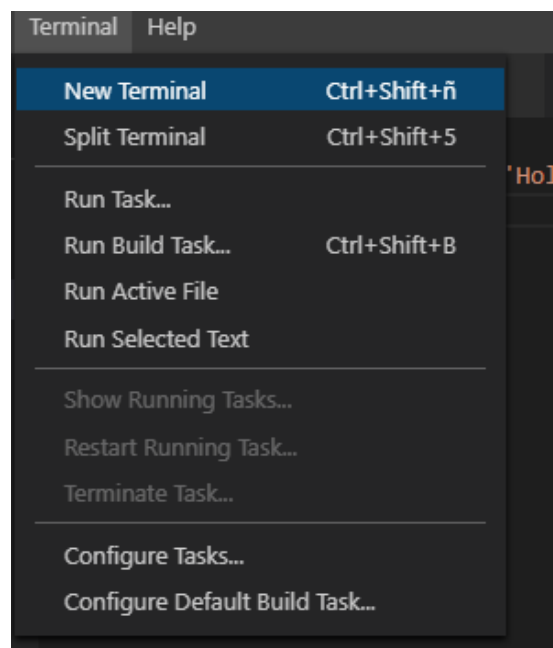 Terminal Help
New Terminal Ctrl+Shift+ñ
Split Terminal Ctrl+Shift+5
'Hol
Run Task...
Run Build Task... Ctrl+Shift+B
Run Active File
Run Selected Text
Show Running Tasks...
Restart Running Task...
Terminate Task...
Configure Tasks...
Configure Default Build Task...